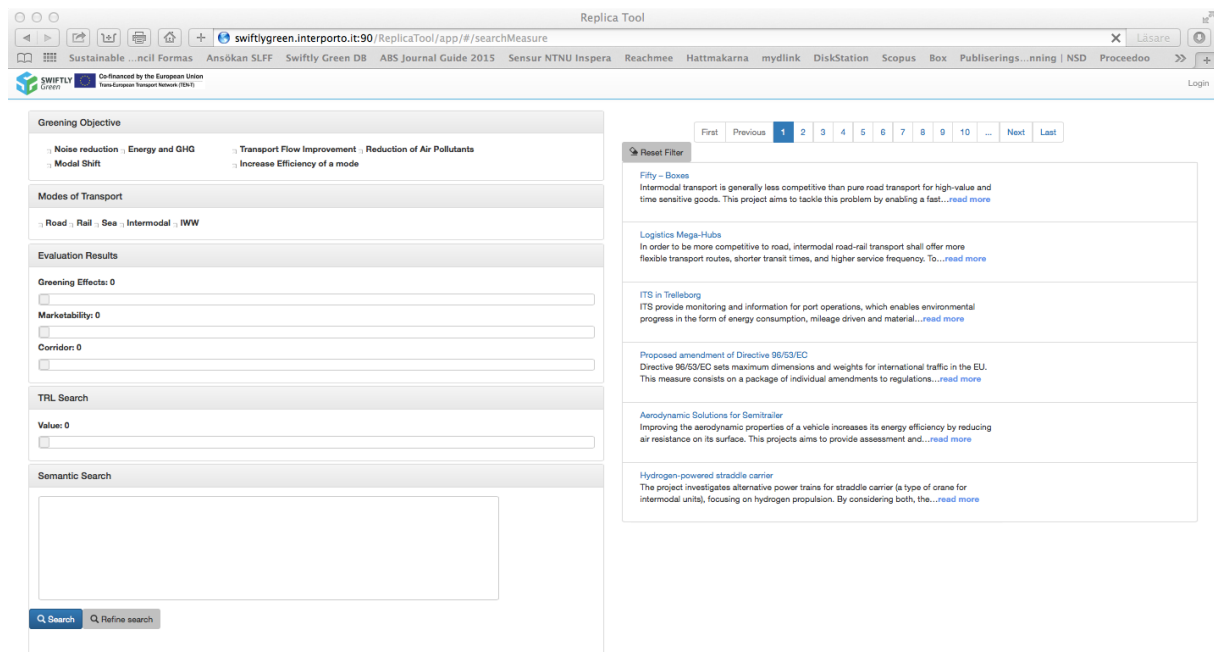 Replica Tool
swiftlygreen.interporto.it:90/ReplicaTool/app/#/searchMeasure
Läsare
Sustainable ...ncil Formas Ansökan SLFF Swiftly Green DB ABS Journal Guide 2015 Sensur NTNU Inspera Reachmee Hattmakarna mydlink DiskStation Scopus Box Publiserings...nning | NSD Proceedoo
SWIFTLY
Green
Co-financed by the European Union
Trans-European Transport Network (TEN-T)
Login
Greening Objective
Noise reduction Energy and GHG Transport Flow Improvement Reduction of Air Pollutants
Modal Shift Increase Efficiency of a mode
Modes of Transport
Road Rail Sea Intermodal IWW
Evaluation Results
Greening Effects: 0
Marketability: 0
Corridor: 0
TRL Search
Value: 0
Semantic Search
Search Refine search
First Previous 1 2 3 4 5 6 7 8 9 10 ... Next Last
Reset Filter
Fifty – Boxes
Intermodal transport is generally less competitive than pure road transport for high-value and
time sensitive goods. This project aims to tackle this problem by enabling a fast...read more
Logistics Mega-Hubs
In order to be more competitive to road, intermodal road-rail transport shall offer more
flexible transport routes, shorter transit times, and higher service frequency. To...read more
ITS in Trelleborg
ITS provide monitoring and information for port operations, which enables environmental
progress in the form of energy consumption, mileage driven and material...read more
Proposed amendment of Directive 96/53/EC
Directive 96/53/EC sets maximum dimensions and weights for international traffic in the EU.
This measure consists on a package of individual amendments to regulations...read more
Aerodynamic Solutions for Semitrailer
Improving the aerodynamic properties of a vehicle increases its energy efficiency by reducing
air resistance on its surface. This projects aims to provide assessment and...read more
Hydrogen-powered straddle carrier
The project investigates alternative power trains for straddle carrier (a type of crane for
intermodal units), focusing on hydrogen propulsion. By considering both, the...read more